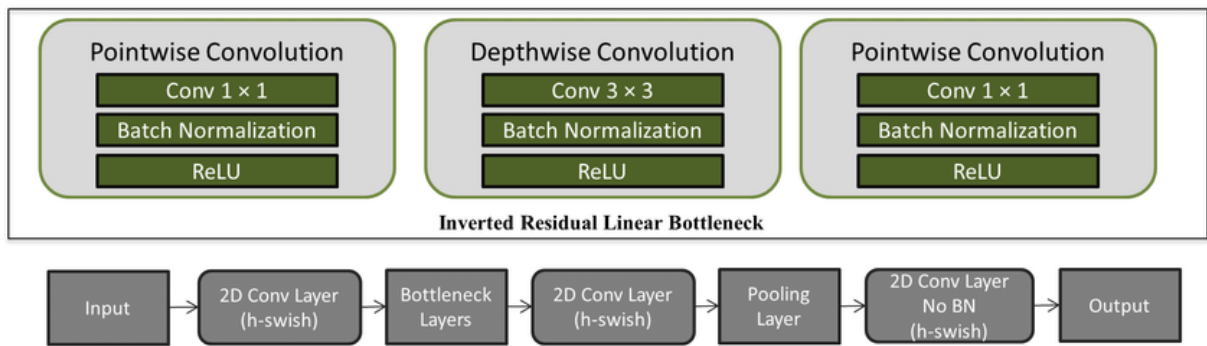 Pointwise Convolution
Conv 1 × 1
Batch Normalization
ReLU
Depthwise Convolution
Conv 3 × 3
Batch Normalization
ReLU
Pointwise Convolution
Conv 1 × 1
Batch Normalization
ReLU
Inverted Residual Linear Bottleneck
Input
2D Conv Layer
(h-swish)
Bottleneck
Layers
2D Conv Layer
(h-swish)
Pooling
Layer
2D Conv Layer
No BN
(h-swish)
Output